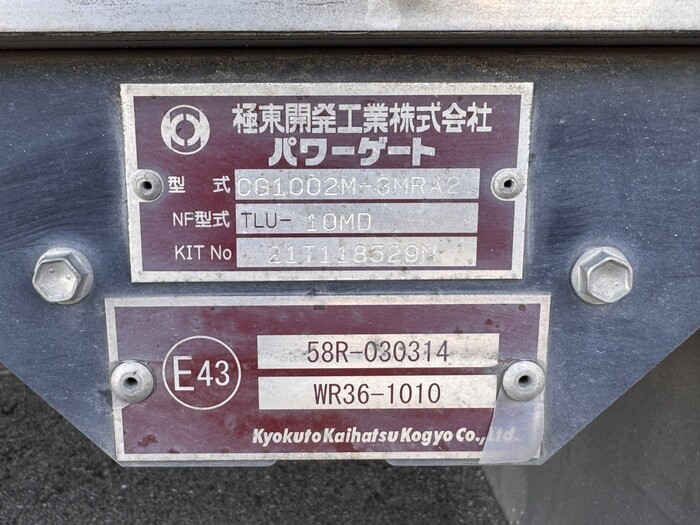 極東開発工業株式会社
パワーゲート
型 式 CG1002M-3MRA2
NF型式 TLU- 10MD
KIT No 21T118529M
E43
58R-030314
WR36-1010
Kyokuto Kaihatsu Kogyo Co., Ltd.